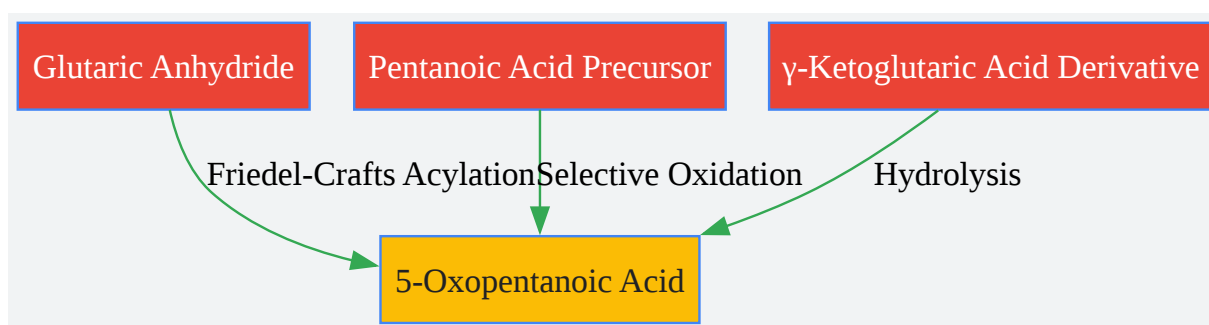 Glutaric Anhydride
Pentanoic Acid Precursor
γ-Ketoglutaric Acid Derivative
Friedel-Crafts Acylation
Selective Oxidation
Hydrolysis
5-Oxopentanoic Acid